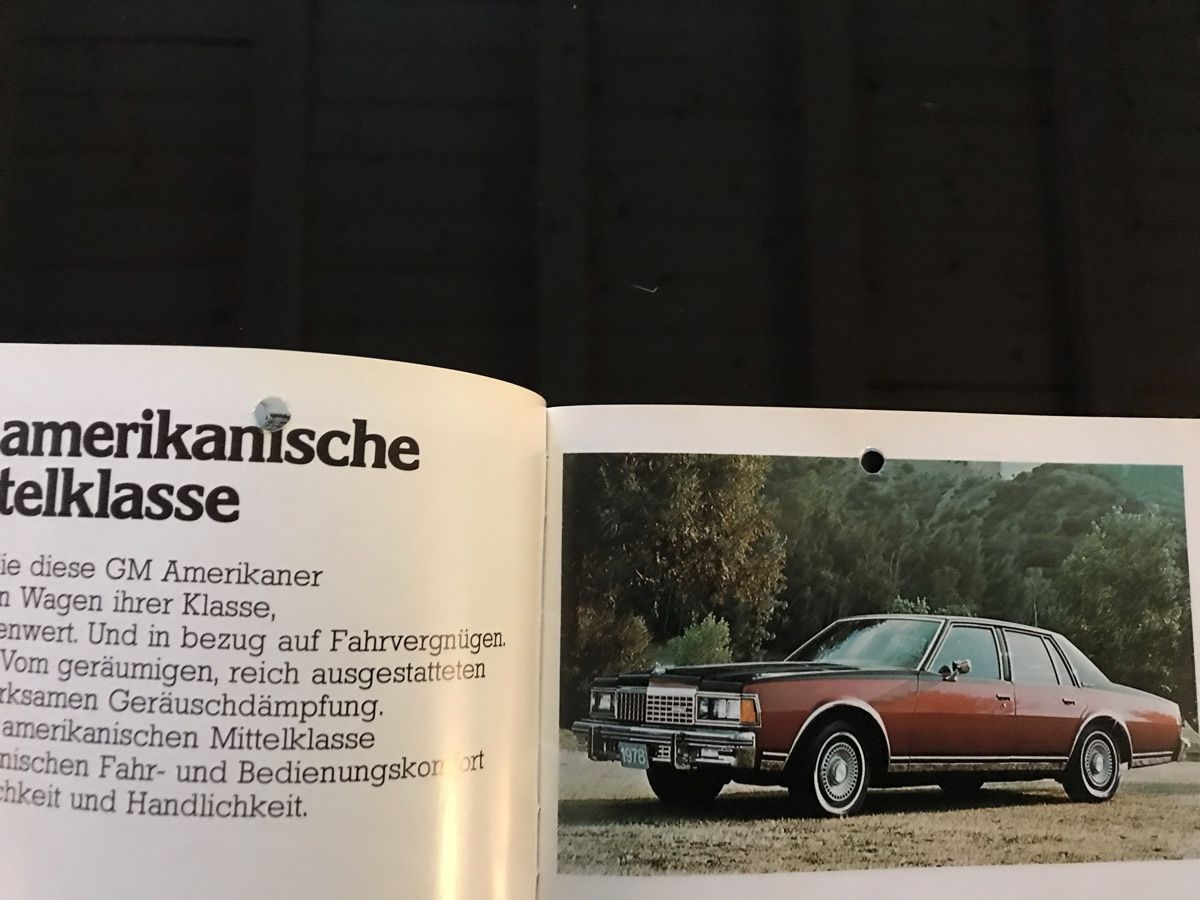 amerikanische
telklasse
ie diese GM Amerikaner
n Wagen ihrer Klasse,
enwert. Und in bezug auf Fahrvergnügen.
Vom geräumigen, reich ausgestatteten
rksamen Geräuschdämpfung.
amerikanischen Mittelklasse
nischen Fahr- und Bedienungskomfort
chkeit und Handlichkeit.
1978